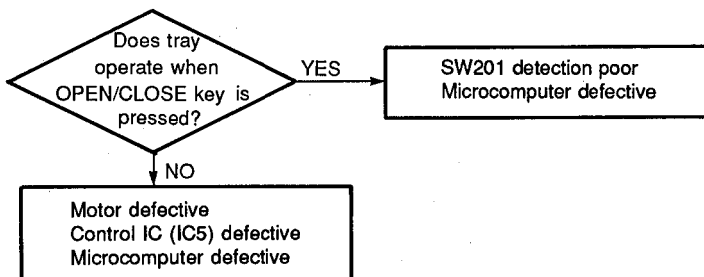 Does tray
operate when
OPEN/CLOSE key is
pressed?
YES
SW201 detection poor
Microcomputer defective
NO
Motor defective
Control IC (IC5) defective
Microcomputer defective